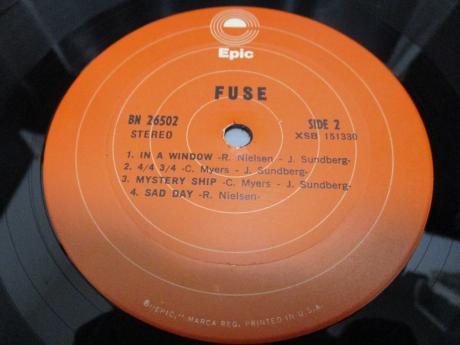 Epic
FUSE
BN 26502 SIDE 2
STEREO XSB 151330
1. IN A WINDOW -R. Nielsen - J. Sundberg-
2. 4/4 3/4 -C. Myers - J. Sundberg-
3. MYSTERY SHIP -C. Myers - J. Sundberg-
4. SAD DAY -R. Nielsen-
℗"EPIC," MARCA REG. PRINTED IN U.S.A.